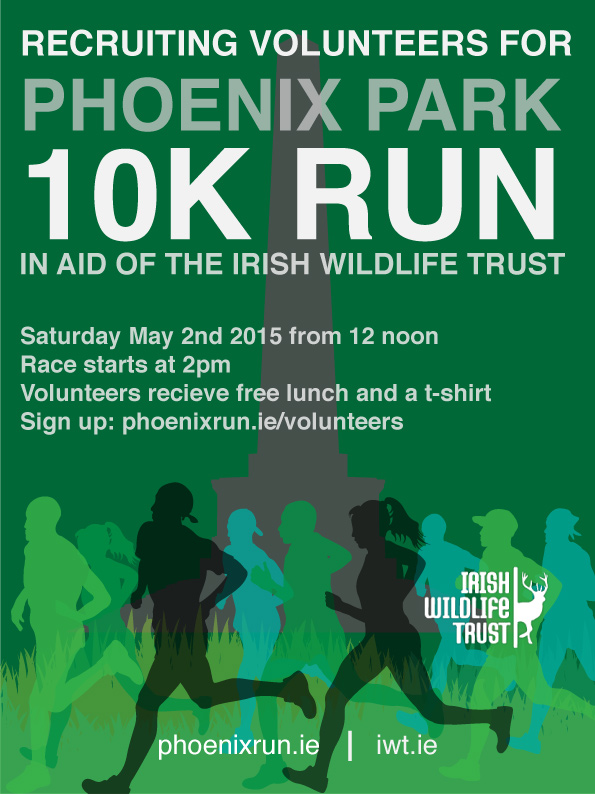 RECRUITING VOLUNTEERS FOR
PHOENIX PARK
10K RUN
IN AID OF THE IRISH WILDLIFE TRUST
Saturday May 2nd 2015 from 12 noon
Race starts at 2pm
Volunteers recieve free lunch and a t-shirt
Sign up: phoenixrun.ie/volunteers
IRISH
WILDLIFE
TRUST
phoenixrun.ie | iwt.ie